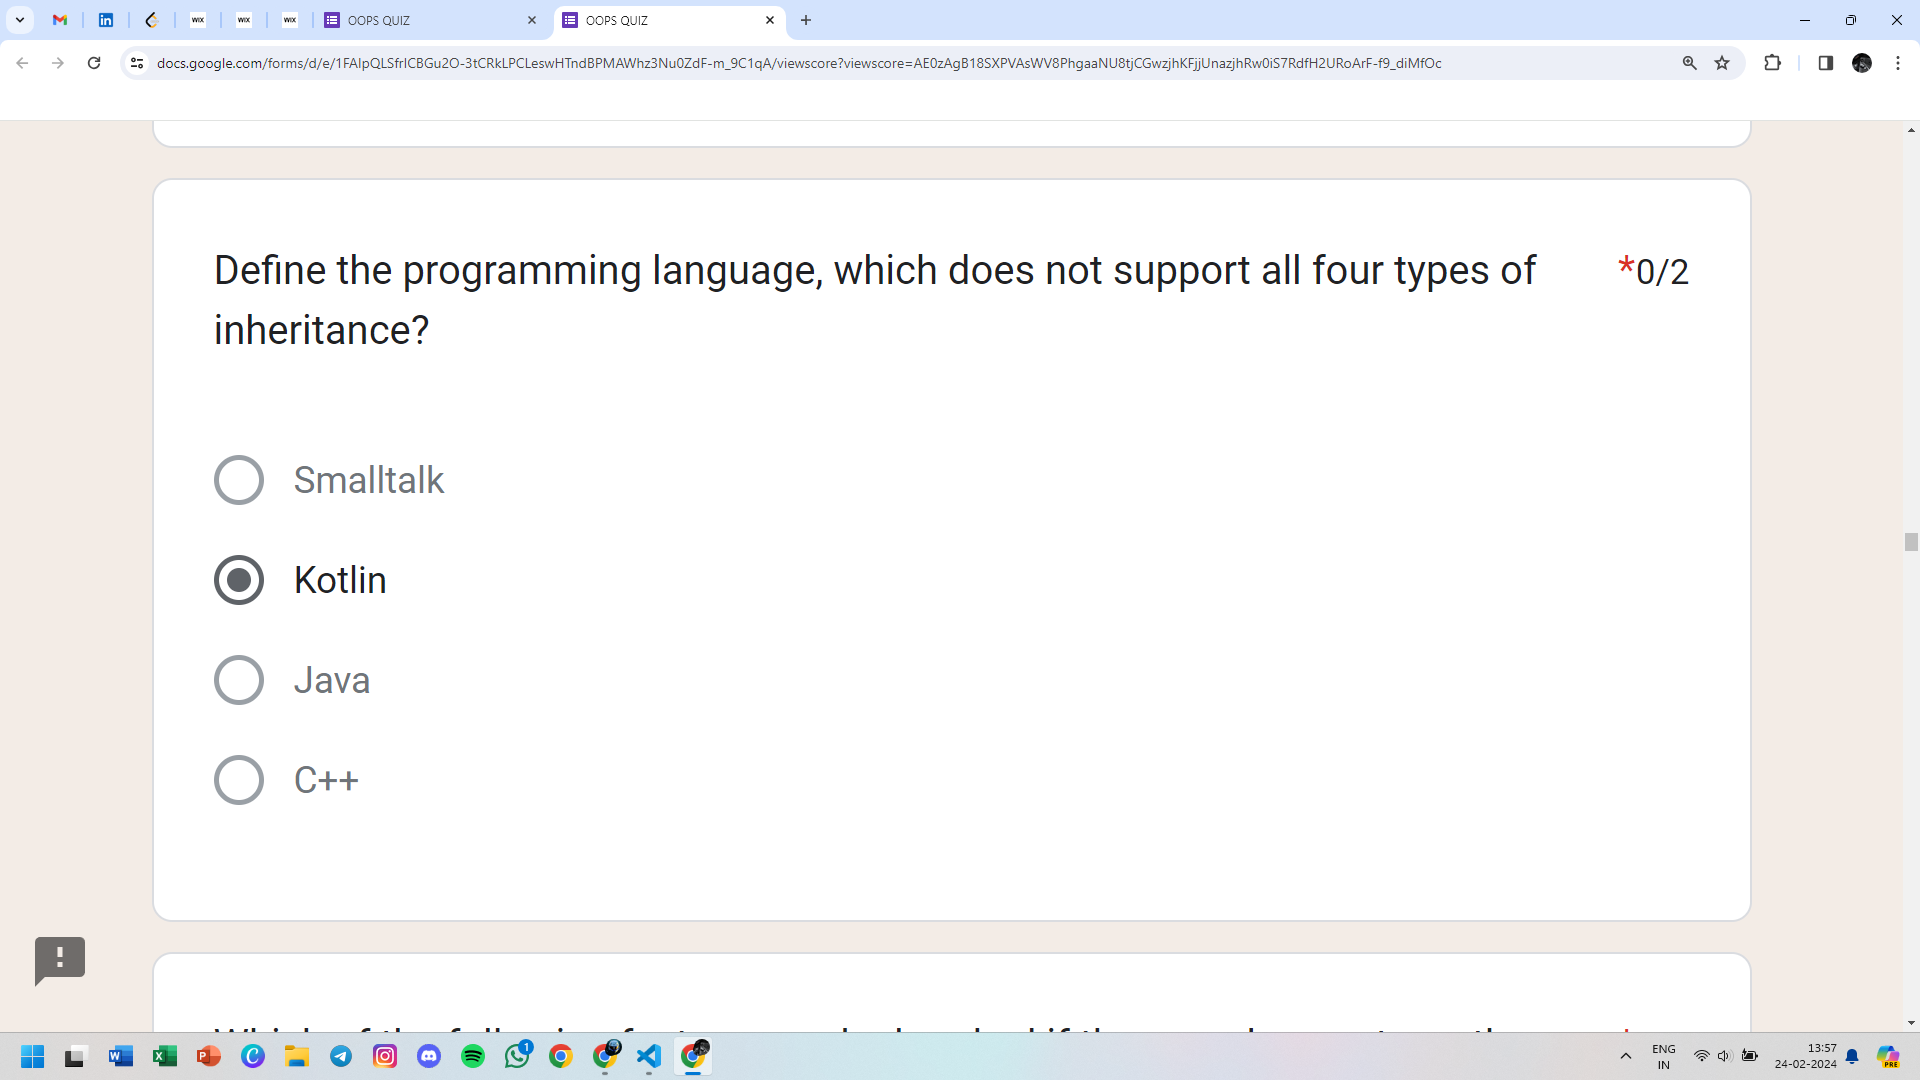 OOPS QUIZ
OOPS QUIZ
docs.google.com/forms/d/e/1FAIpQLSfrICBGu2O-3tCRkLPCLeswHTndBPMAWhz3Nu0ZdF-m_9C1qA/viewscore?viewscore=AE0zAgB18SXPVAsWV8PhgaaNU8tjCGwzjhKFjjUnazjhRw0iS7RdfH2URoArF-f9_diMfOc
Define the programming language, which does not support all four types of *0/2
inheritance?
Smalltalk
Kotlin
Java
C++
ENG 13:57
IN 24-02-2024